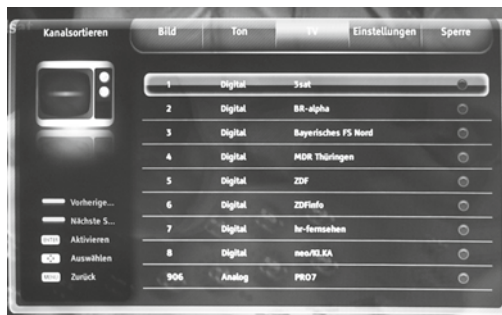 Kanalsortieren
Bild Ton TV Einstellungen Sperre
1 Digital 3sat
2 Digital BR-alpha
3 Digital Bayerisches FS Nord
4 Digital MDR Thüringen
5 Digital ZDF
6 Digital ZDFinfo
7 Digital hr-fernsehen
8 Digital neo/KI.KA
906 Analog PRO7
Vorherige...
Nächste S...
ENTER Aktivieren
Auswählen
MENU Zurück